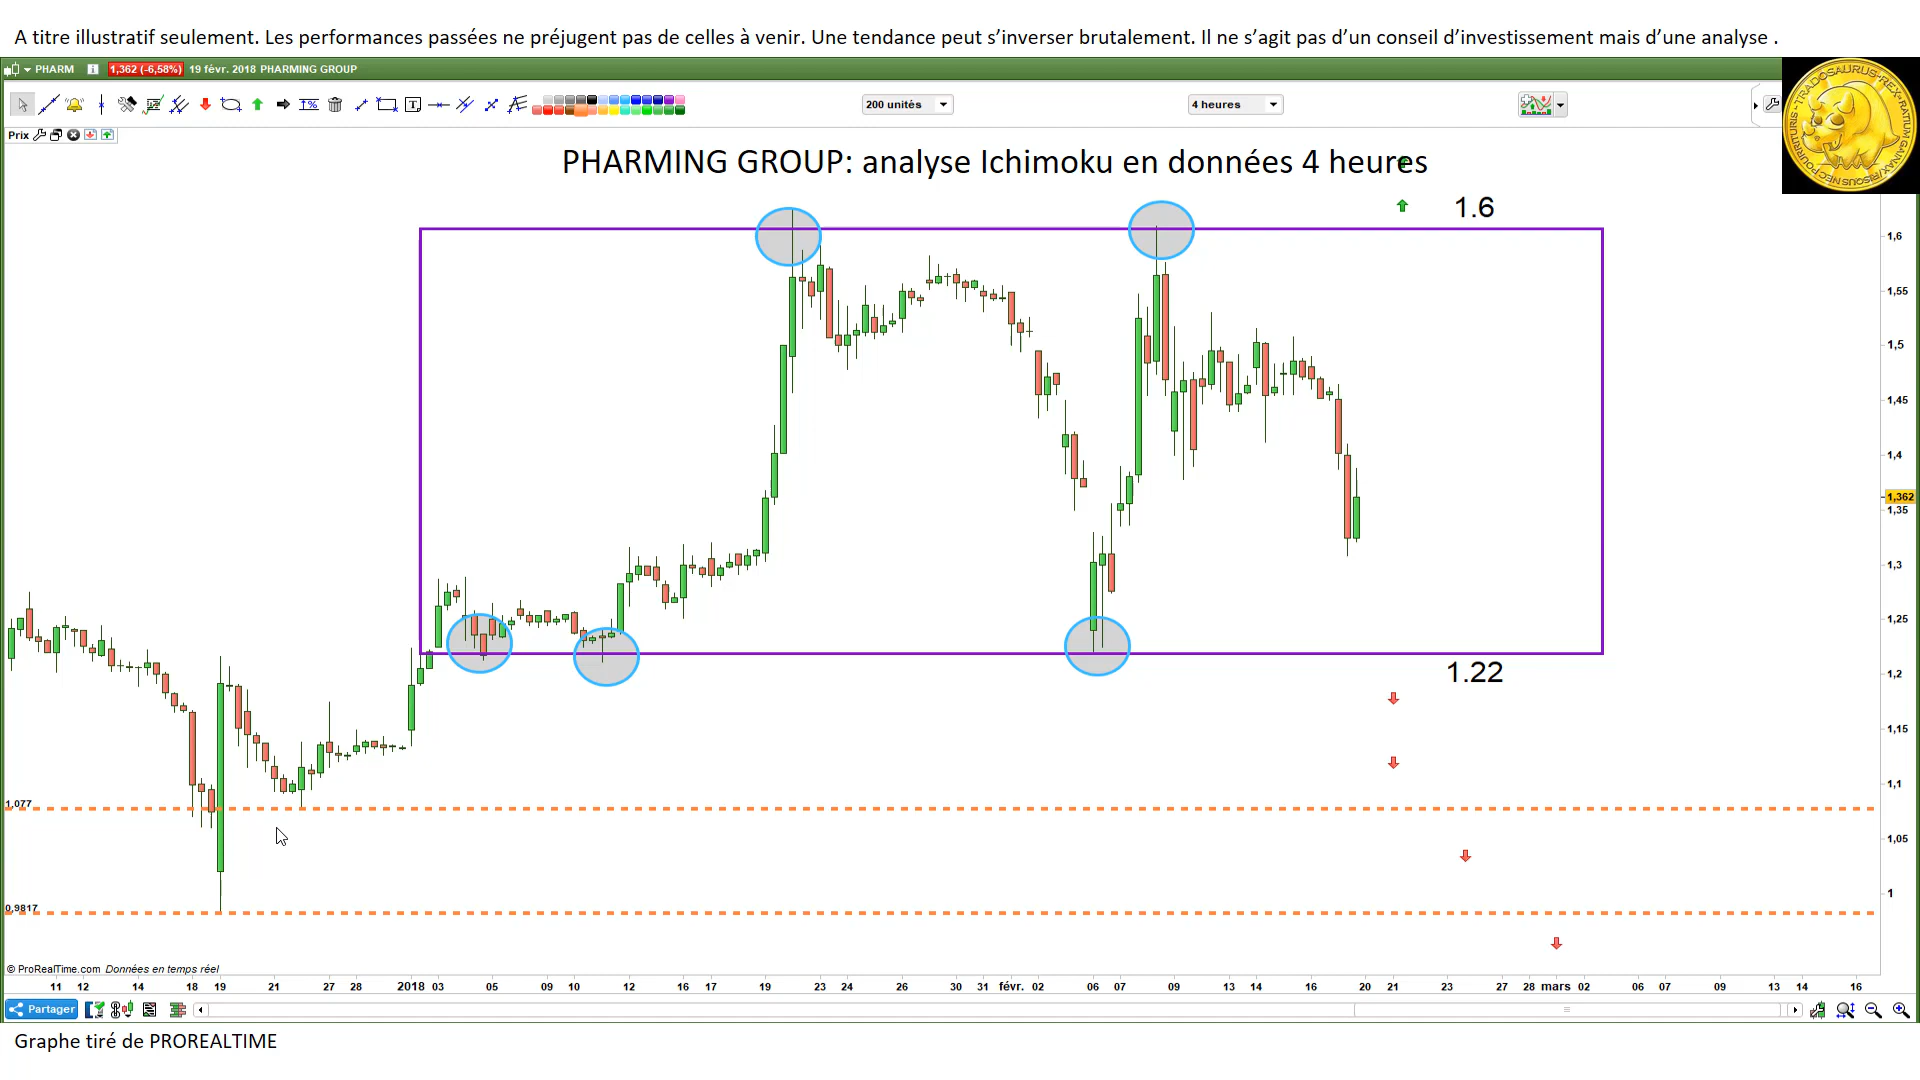 A titre illustratif seulement. Les performances passées ne préjugent pas de celles à venir. Une tendance peut s’inverser brutalement. Il ne s’agit pas d’un conseil d’investissement mais d’une analyse .
PHARM 1,362 (-6,58%) 19 févr. 2018 PHARMING GROUP
200 unités 4 heures
Prix
PHARMING GROUP: analyse Ichimoku en données 4 heures
1.6
1,6
1,55
1,5
1,45
1,4
1,362
1,35
1,3
1,25
1.22
1,2
1,15
1,1
1,077
1,05
1
0,9817
© ProRealTime.com Données en temps réel
11 12 14 18 19 21 27 28 2018 03 05 09 10 12 16 17 19 23 24 26 30 31 févr. 02 06 07 09 13 14 16 20 21 23 27 28 mars 02 06 07 09 13 14 16
Partager
Graphe tiré de PROREALTIME